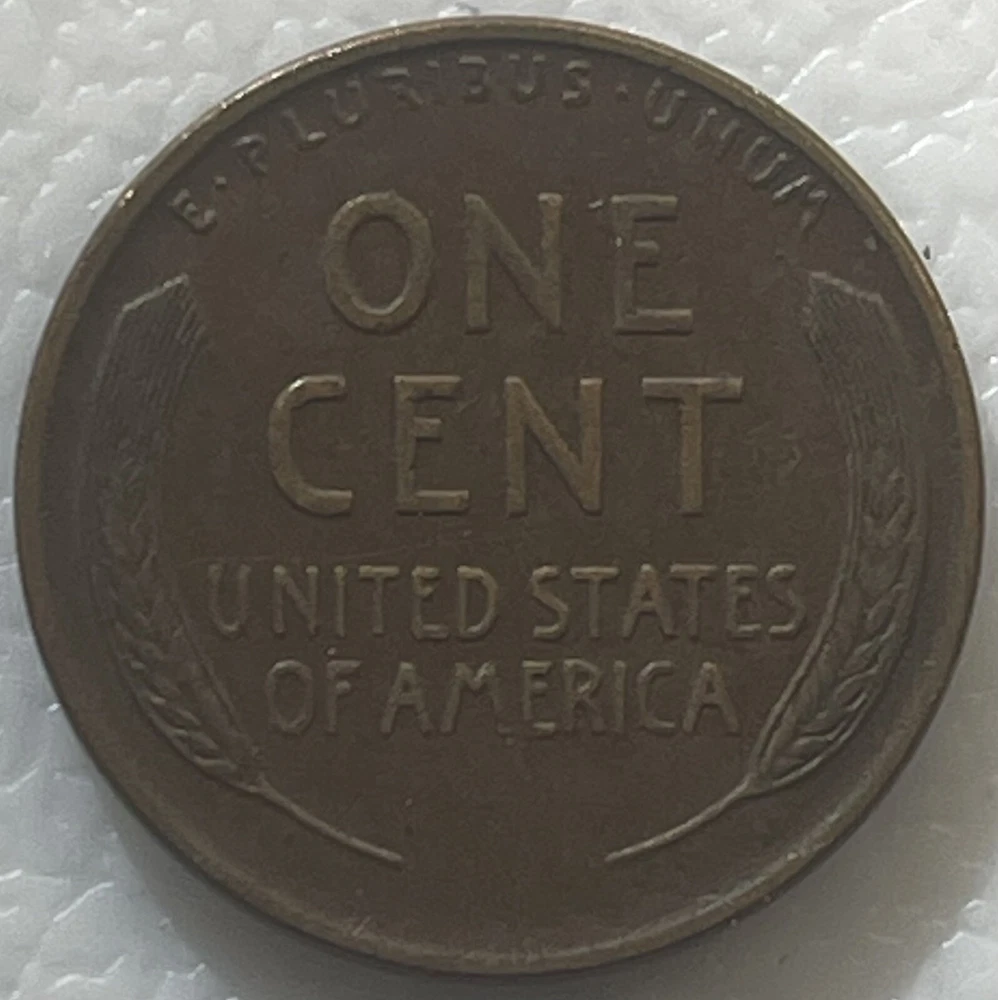 E·PLURIBUS·UNUM
ONE
CENT
UNITED STATES
OF AMERICA